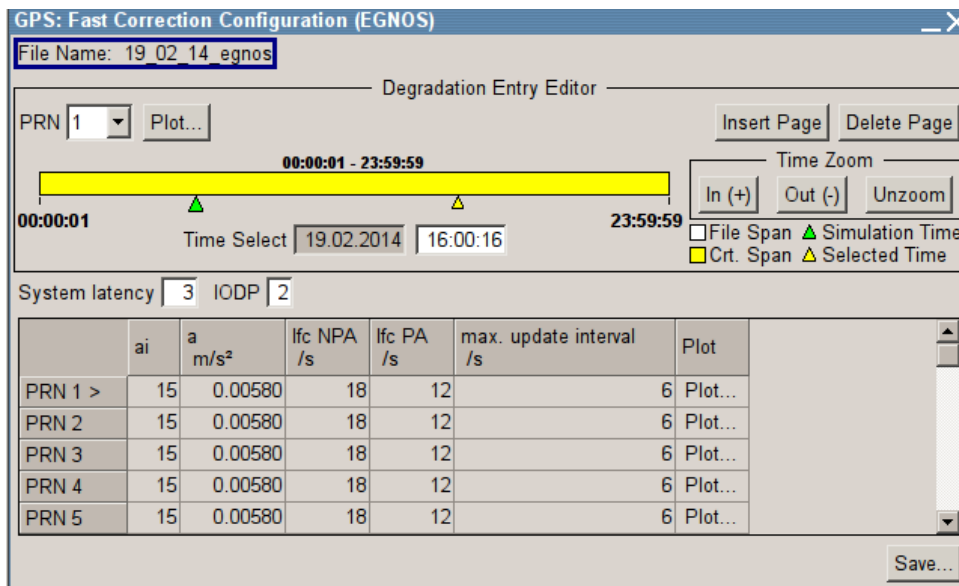 GPS: Fast Correction Configuration (EGNOS)
File Name: 19_02_14_egnos
Degradation Entry Editor
PRN 1 Plot... Insert Page Delete Page
00:00:01 - 23:59:59
Time Zoom
In (+) Out (-) Unzoom
00:00:01 23:59:59
Time Select 19.02.2014 16:00:16
File Span Simulation Time
Crt. Span Selected Time
System latency 3 IODP 2
ai a m/s² Ifc NPA /s Ifc PA /s max. update interval /s Plot
PRN 1 > 15 0.00580 18 12 6 Plot...
PRN 2 15 0.00580 18 12 6 Plot...
PRN 3 15 0.00580 18 12 6 Plot...
PRN 4 15 0.00580 18 12 6 Plot...
PRN 5 15 0.00580 18 12 6 Plot...
Save...